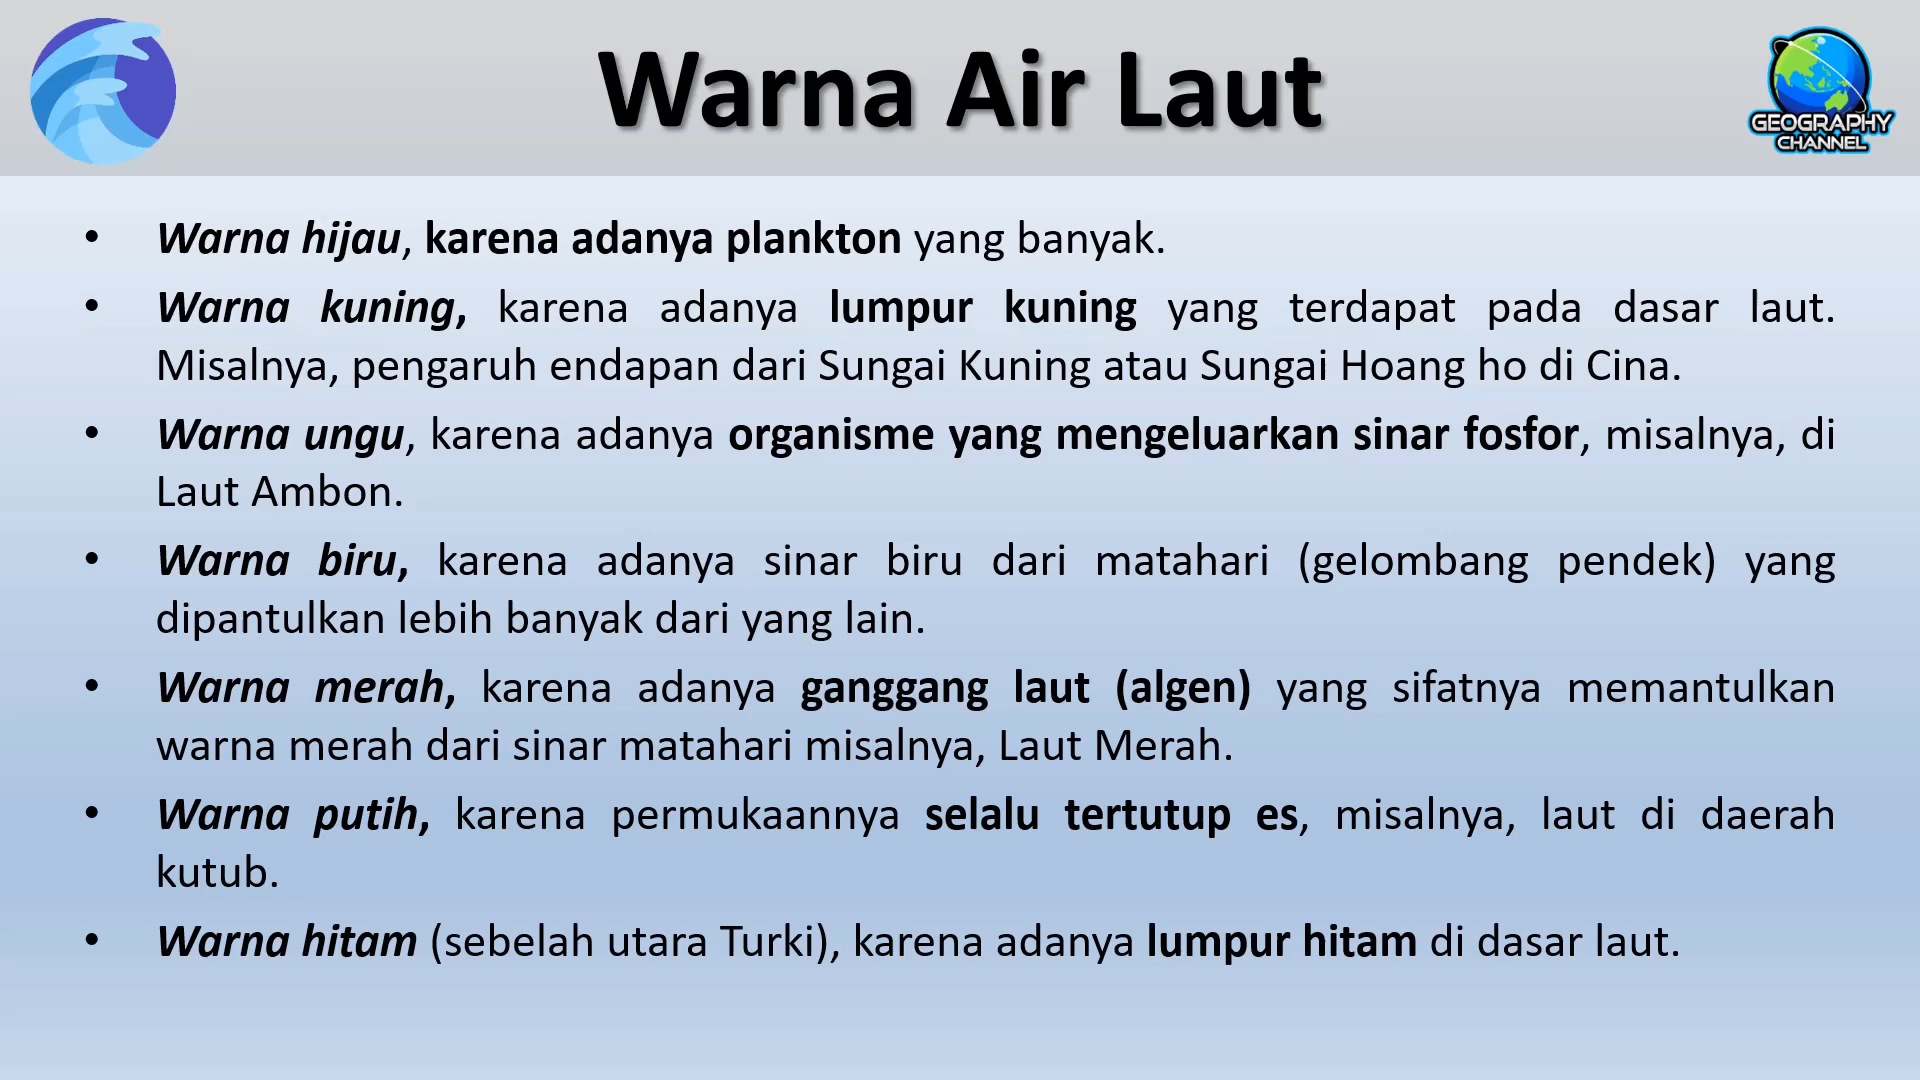 Warna Air Laut
GEOGRAPHY
CHANNEL
• Warna hijau, karena adanya plankton yang banyak.
• Warna kuning, karena adanya lumpur kuning yang terdapat pada dasar laut.
Misalnya, pengaruh endapan dari Sungai Kuning atau Sungai Hoang ho di Cina.
• Warna ungu, karena adanya organisme yang mengeluarkan sinar fosfor, misalnya, di
Laut Ambon.
• Warna biru, karena adanya sinar biru dari matahari (gelombang pendek) yang
dipantulkan lebih banyak dari yang lain.
• Warna merah, karena adanya ganggang laut (algen) yang sifatnya memantulkan
warna merah dari sinar matahari misalnya, Laut Merah.
• Warna putih, karena permukaannya selalu tertutup es, misalnya, laut di daerah
kutub.
• Warna hitam (sebelah utara Turki), karena adanya lumpur hitam di dasar laut.